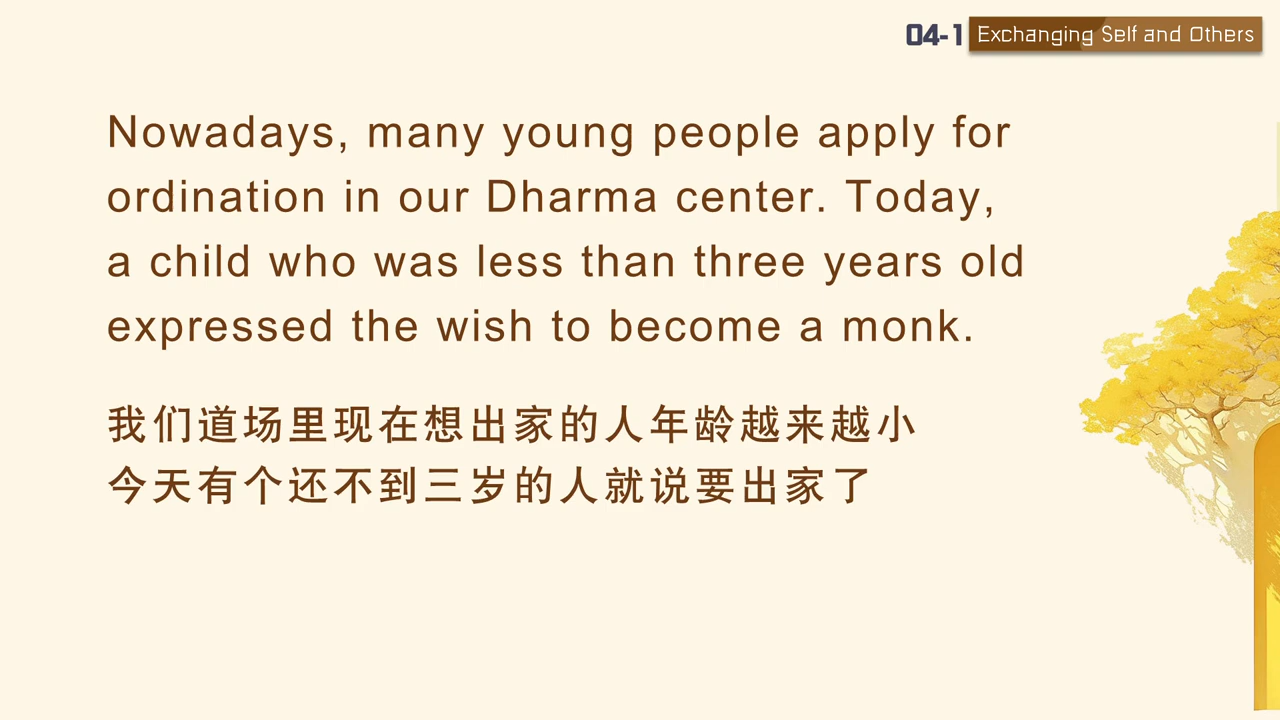 04-1 Exchanging Self and Others
Nowadays, many young people apply for
ordination in our Dharma center. Today,
a child who was less than three years old
expressed the wish to become a monk.
我们道场里现在想出家的人年龄越来越小
今天有个还不到三岁的人就说要出家了